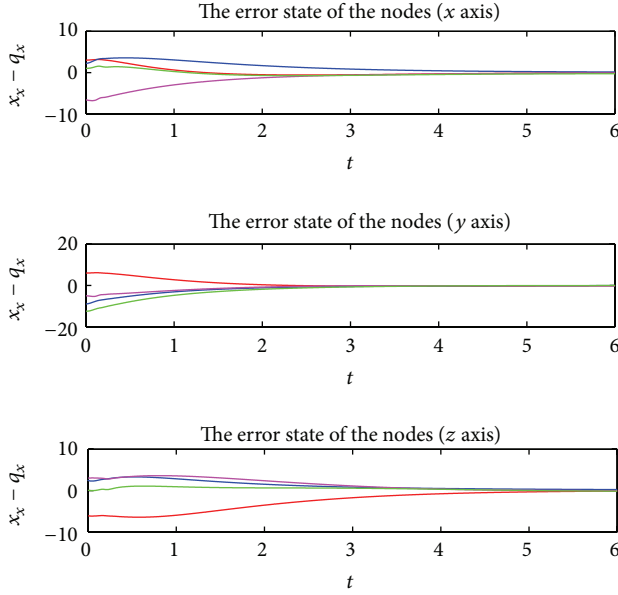 The error state of the nodes (x axis)
10
0
−10
x_x − q_x
0 1 2 3 4 5 6
t
The error state of the nodes (y axis)
20
0
−20
x_x − q_x
0 1 2 3 4 5 6
t
The error state of the nodes (z axis)
10
0
−10
x_x − q_x
0 1 2 3 4 5 6
t